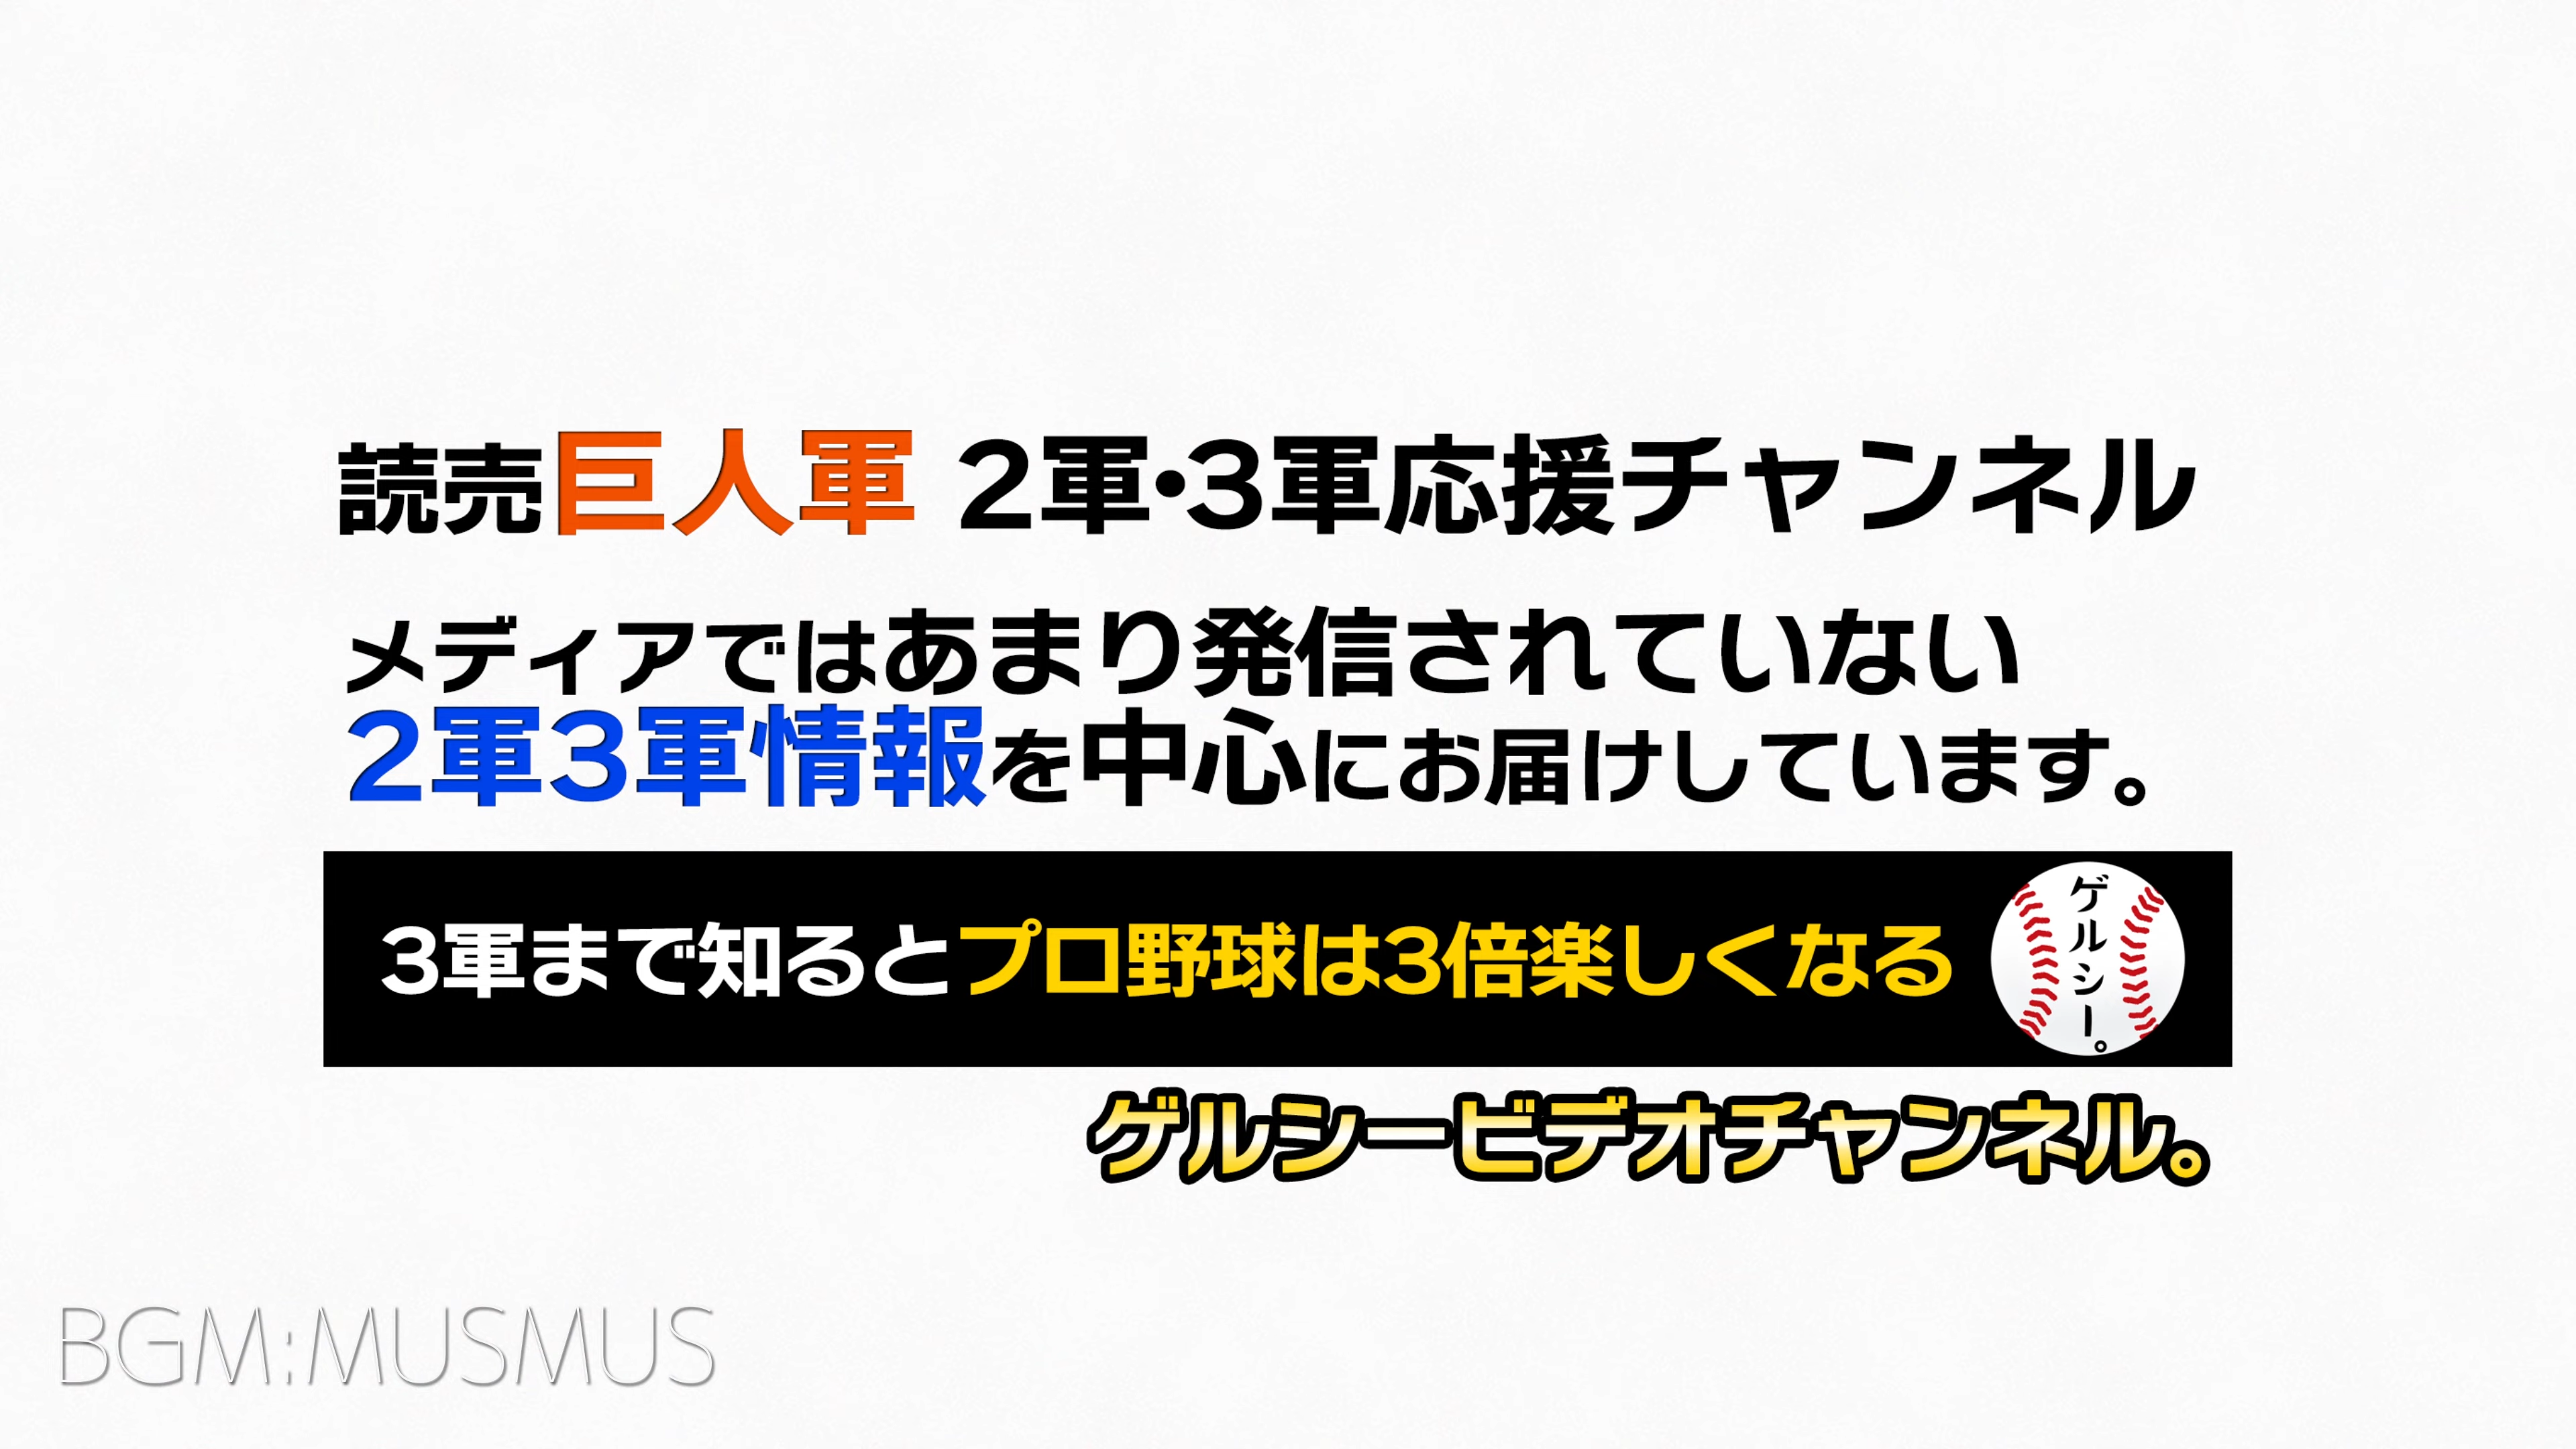 読売巨人軍 2軍・3軍応援チャンネル
メディアではあまり発信されていない
2軍3軍情報を中心にお届けしています。
3軍まで知るとプロ野球は3倍楽しくなる
ゲルシー。
ゲルシービデオチャンネル。
BGM:MUSMUS